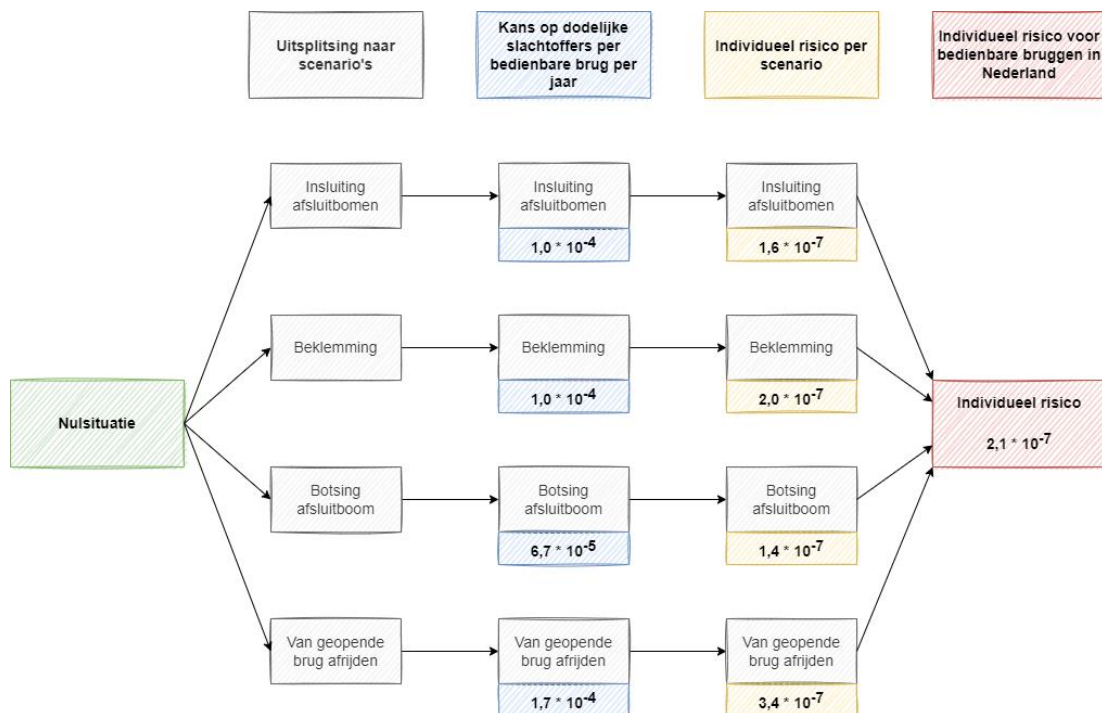 Uitsplitsing naar
scenario's
Kans op dodelijke
slachtoffers per
bedienbare brug per
jaar
Individueel risico per
scenario
Individueel risico voor
bedienbare bruggen in
Nederland
Nulsituatie
Insluiting
afsluitbomen
Insluiting
afsluitbomen
1,0 * 10⁻⁴
Insluiting
afsluitbomen
1,6 * 10⁻⁷
Beklemming
Beklemming
1,0 * 10⁻⁴
Beklemming
2,0 * 10⁻⁷
Botsing
afsluitboom
Botsing
afsluitboom
6,7 * 10⁻⁵
Botsing
afsluitboom
1,4 * 10⁻⁷
Van geopende
brug afrijden
Van geopende
brug afrijden
1,7 * 10⁻⁴
Van geopende
brug afrijden
3,4 * 10⁻⁷
Individueel risico
2,1 * 10⁻⁷